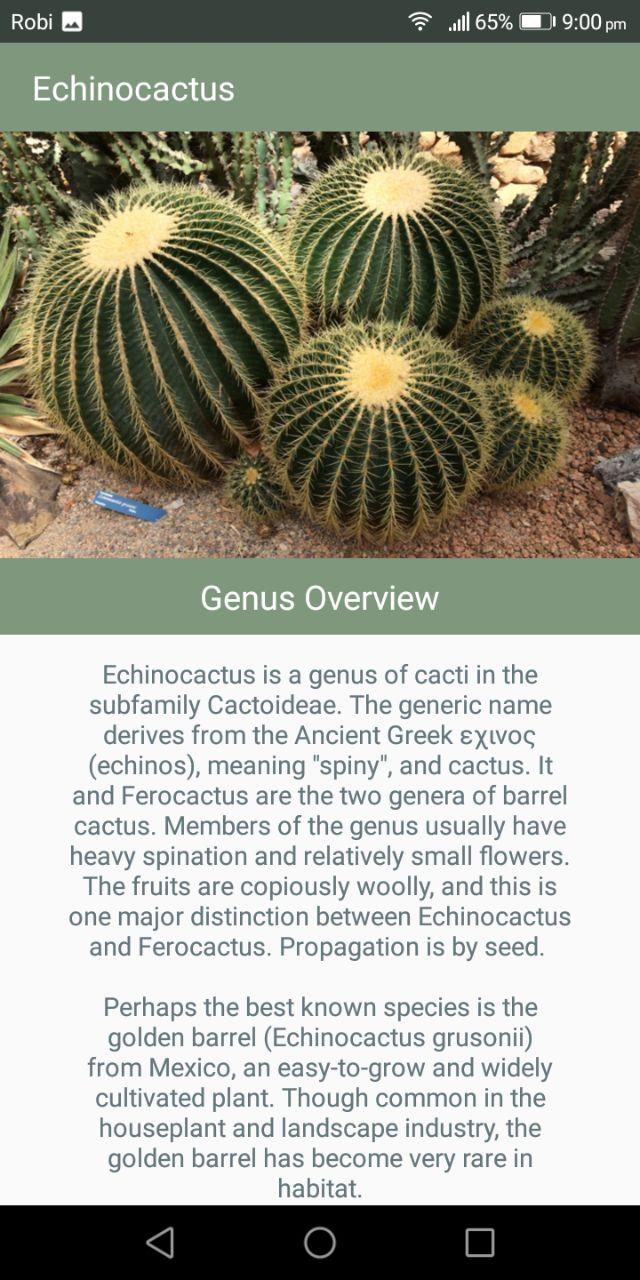 Robi 65% 9:00 pm
Echinocactus
Genus Overview
Echinocactus is a genus of cacti in the
subfamily Cactoideae. The generic name
derives from the Ancient Greek εχινος
(echinos), meaning "spiny", and cactus. It
and Ferocactus are the two genera of barrel
cactus. Members of the genus usually have
heavy spination and relatively small flowers.
The fruits are copiously woolly, and this is
one major distinction between Echinocactus
and Ferocactus. Propagation is by seed.
Perhaps the best known species is the
golden barrel (Echinocactus grusonii)
from Mexico, an easy-to-grow and widely
cultivated plant. Though common in the
houseplant and landscape industry, the
golden barrel has become very rare in
habitat.